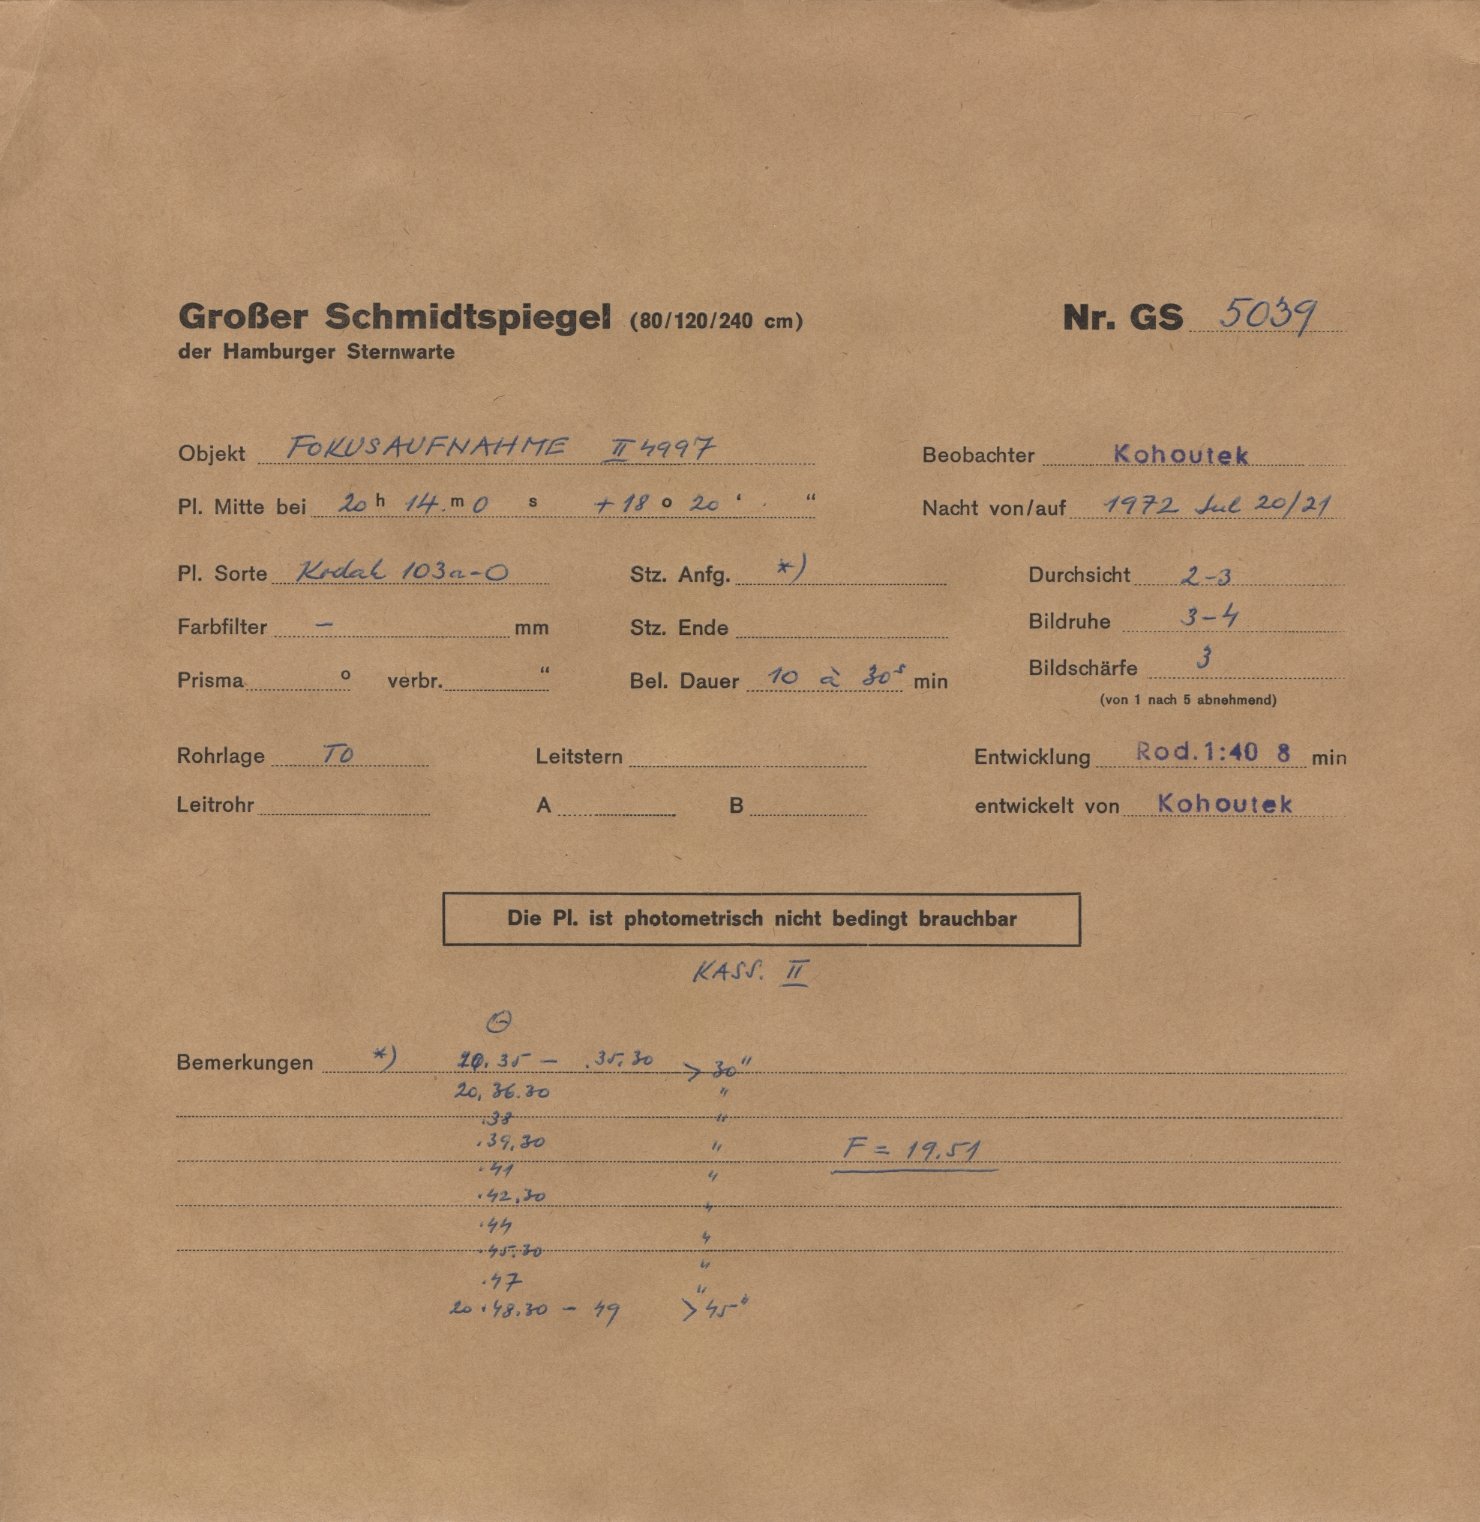 Großer Schmidtspiegel (80/120/240 cm) Nr. GS 5039
der Hamburger Sternwarte
Objekt FOKUSAUFNAHME II 4997 Beobachter Kohoutek
Pl. Mitte bei 20 h 14. m 0 s +18 o 20 ‘ “ Nacht von/auf 1972 Jul 20/21
Pl. Sorte Kodak 103a-O Stz. Anfg. *) Durchsicht 2-3
Farbfilter – mm Stz. Ende Bildruhe 3-4
Prisma o verbr. “ Bel. Dauer 10 à 30s min Bildschärfe 3
(von 1 nach 5 abnehmend)
Rohrlage TO Leitstern Entwicklung Rod.1:40 8 min
Leitrohr A B entwickelt von Kohoutek
Die Pl. ist photometrisch nicht bedingt brauchbar
KASS. II
Θ
Bemerkungen *) 20.35 – .35.30 > 30"
20.36.30 "
.38 "
.39.30 " F = 19.51
.41 "
.42.30 "
.44 "
.45.30 "
.47 "
20.48.30 – 49 > 45"